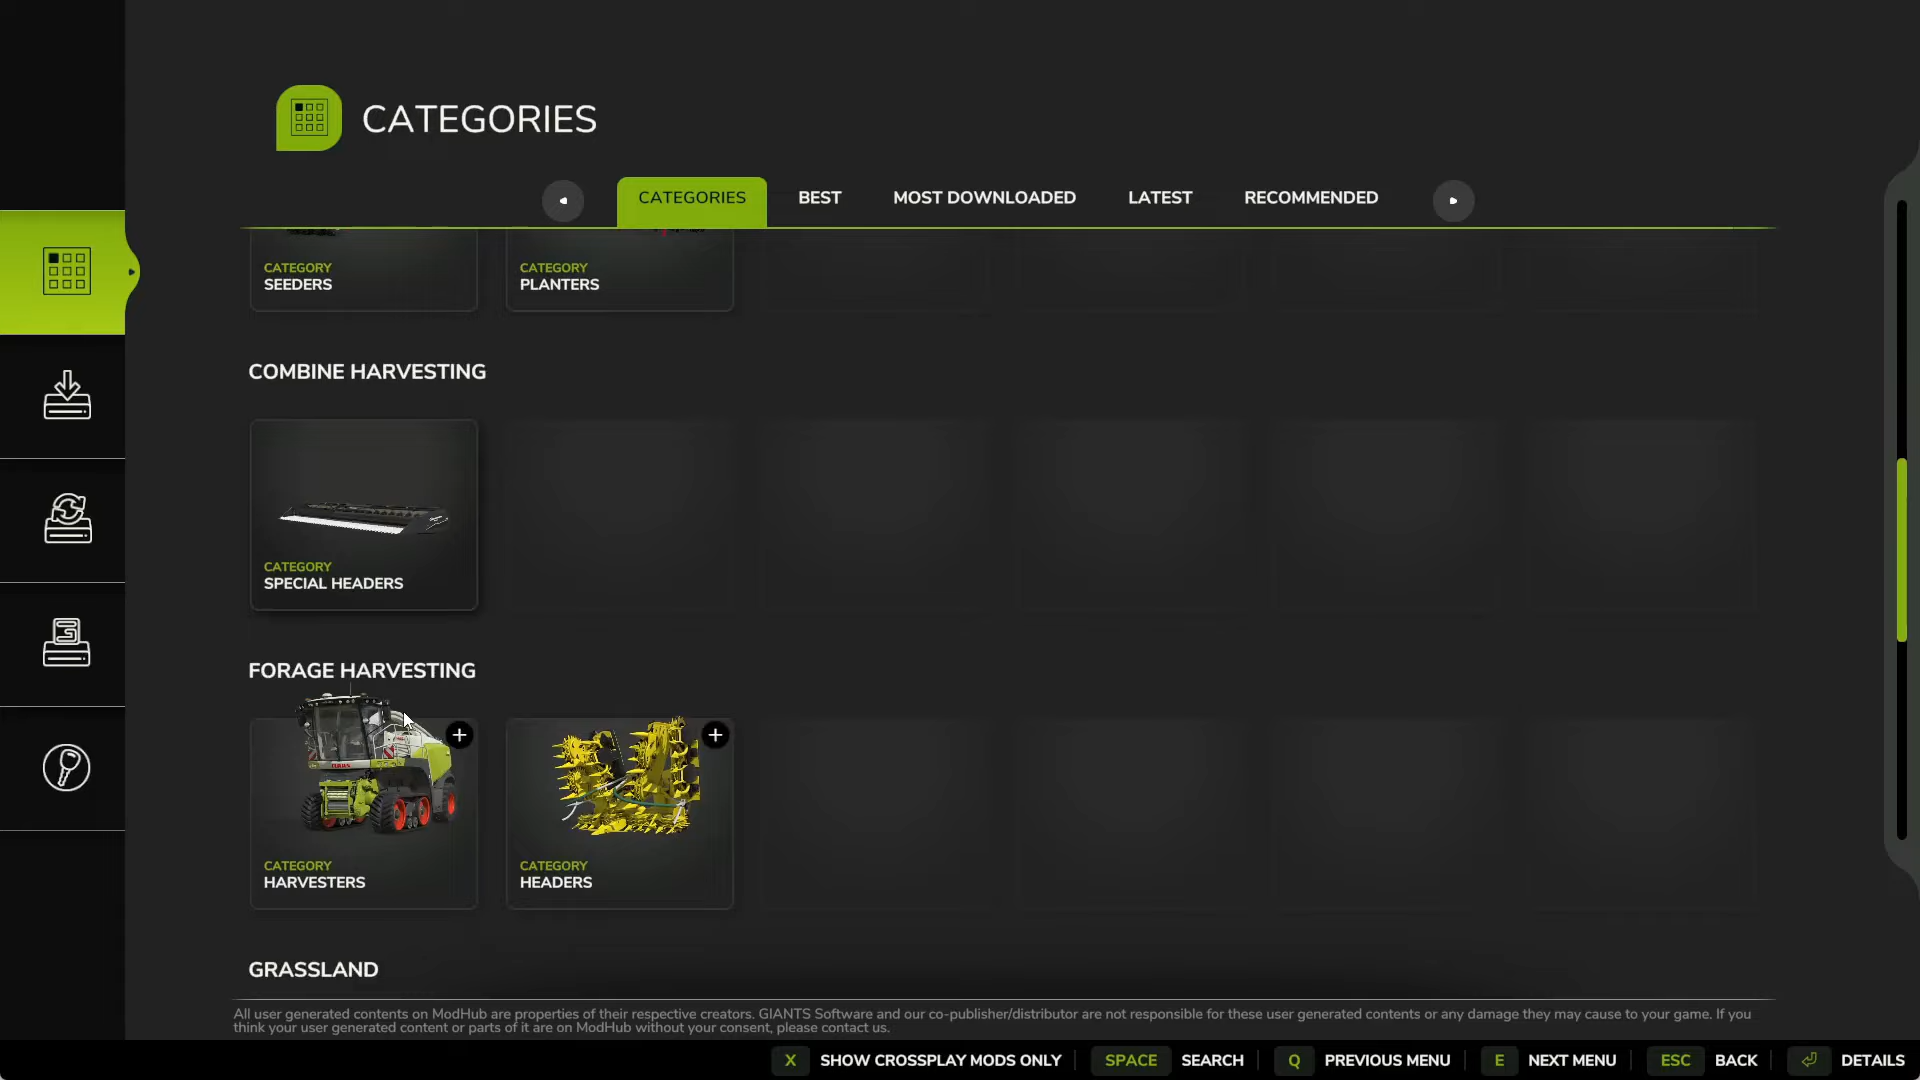 CATEGORIES
CATEGORIES
BEST
MOST DOWNLOADED
LATEST
RECOMMENDED
CATEGORY
SEEDERS
CATEGORY
PLANTERS
COMBINE HARVESTING
CATEGORY
SPECIAL HEADERS
FORAGE HARVESTING
CLAAS
+
+
CATEGORY
HARVESTERS
CATEGORY
HEADERS
GRASSLAND
All user generated contents on ModHub are properties of their respective creators. GIANTS Software and our co-publisher/distributor are not responsible for these user generated contents or any damage they may cause to your game. If you
think your user generated content or parts of it are on ModHub without your consent, please contact us.
X SHOW CROSSPLAY MODS ONLY
SPACE SEARCH
Q PREVIOUS MENU
E NEXT MENU
ESC BACK
DETAILS